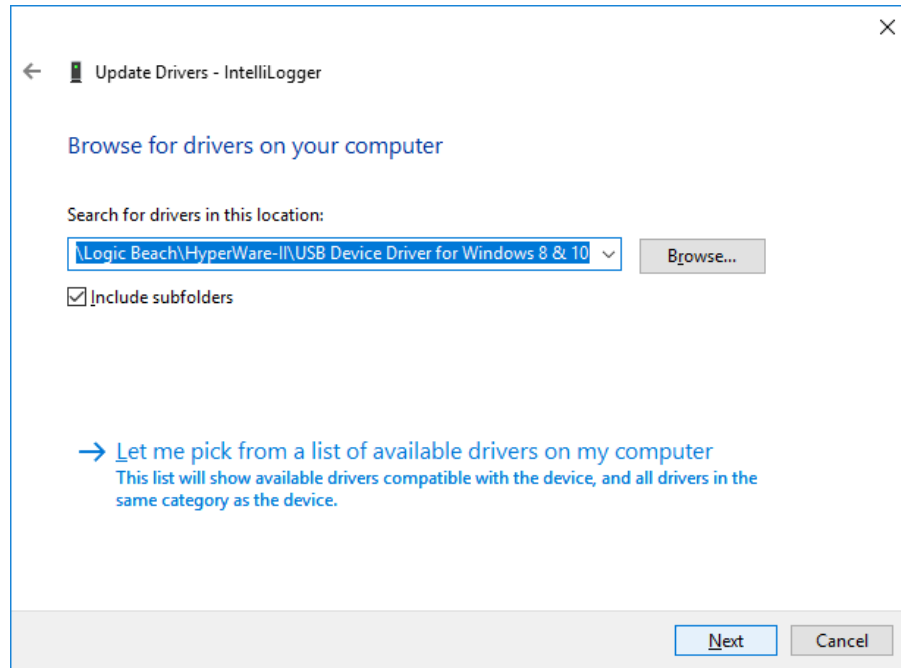 Update Drivers - IntelliLogger
Browse for drivers on your computer
Search for drivers in this location:
\Logic Beach\HyperWare-II\USB Device Driver for Windows 8 & 10
Browse...
Include subfolders
Let me pick from a list of available drivers on my computer
This list will show available drivers compatible with the device, and all drivers in the
same category as the device.
Next
Cancel